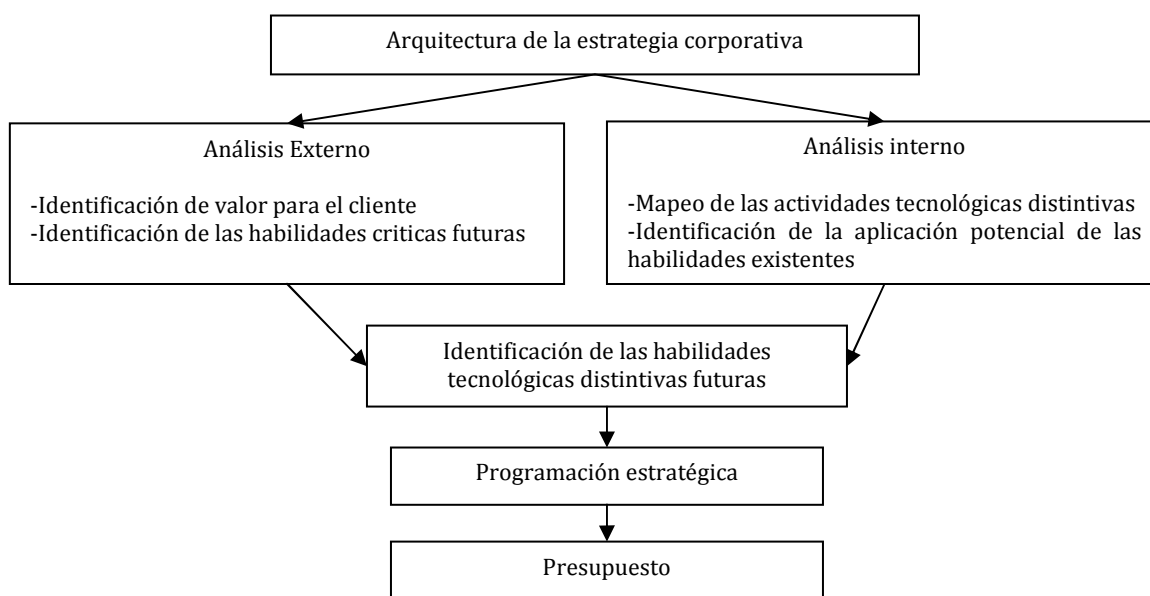 Arquitectura de la estrategia corporativa
Análisis Externo
-Identificación de valor para el cliente
-Identificación de las habilidades criticas futuras
Análisis interno
-Mapeo de las actividades tecnológicas distintivas
-Identificación de la aplicación potencial de las
habilidades existentes
Identificación de las habilidades
tecnológicas distintivas futuras
Programación estratégica
Presupuesto